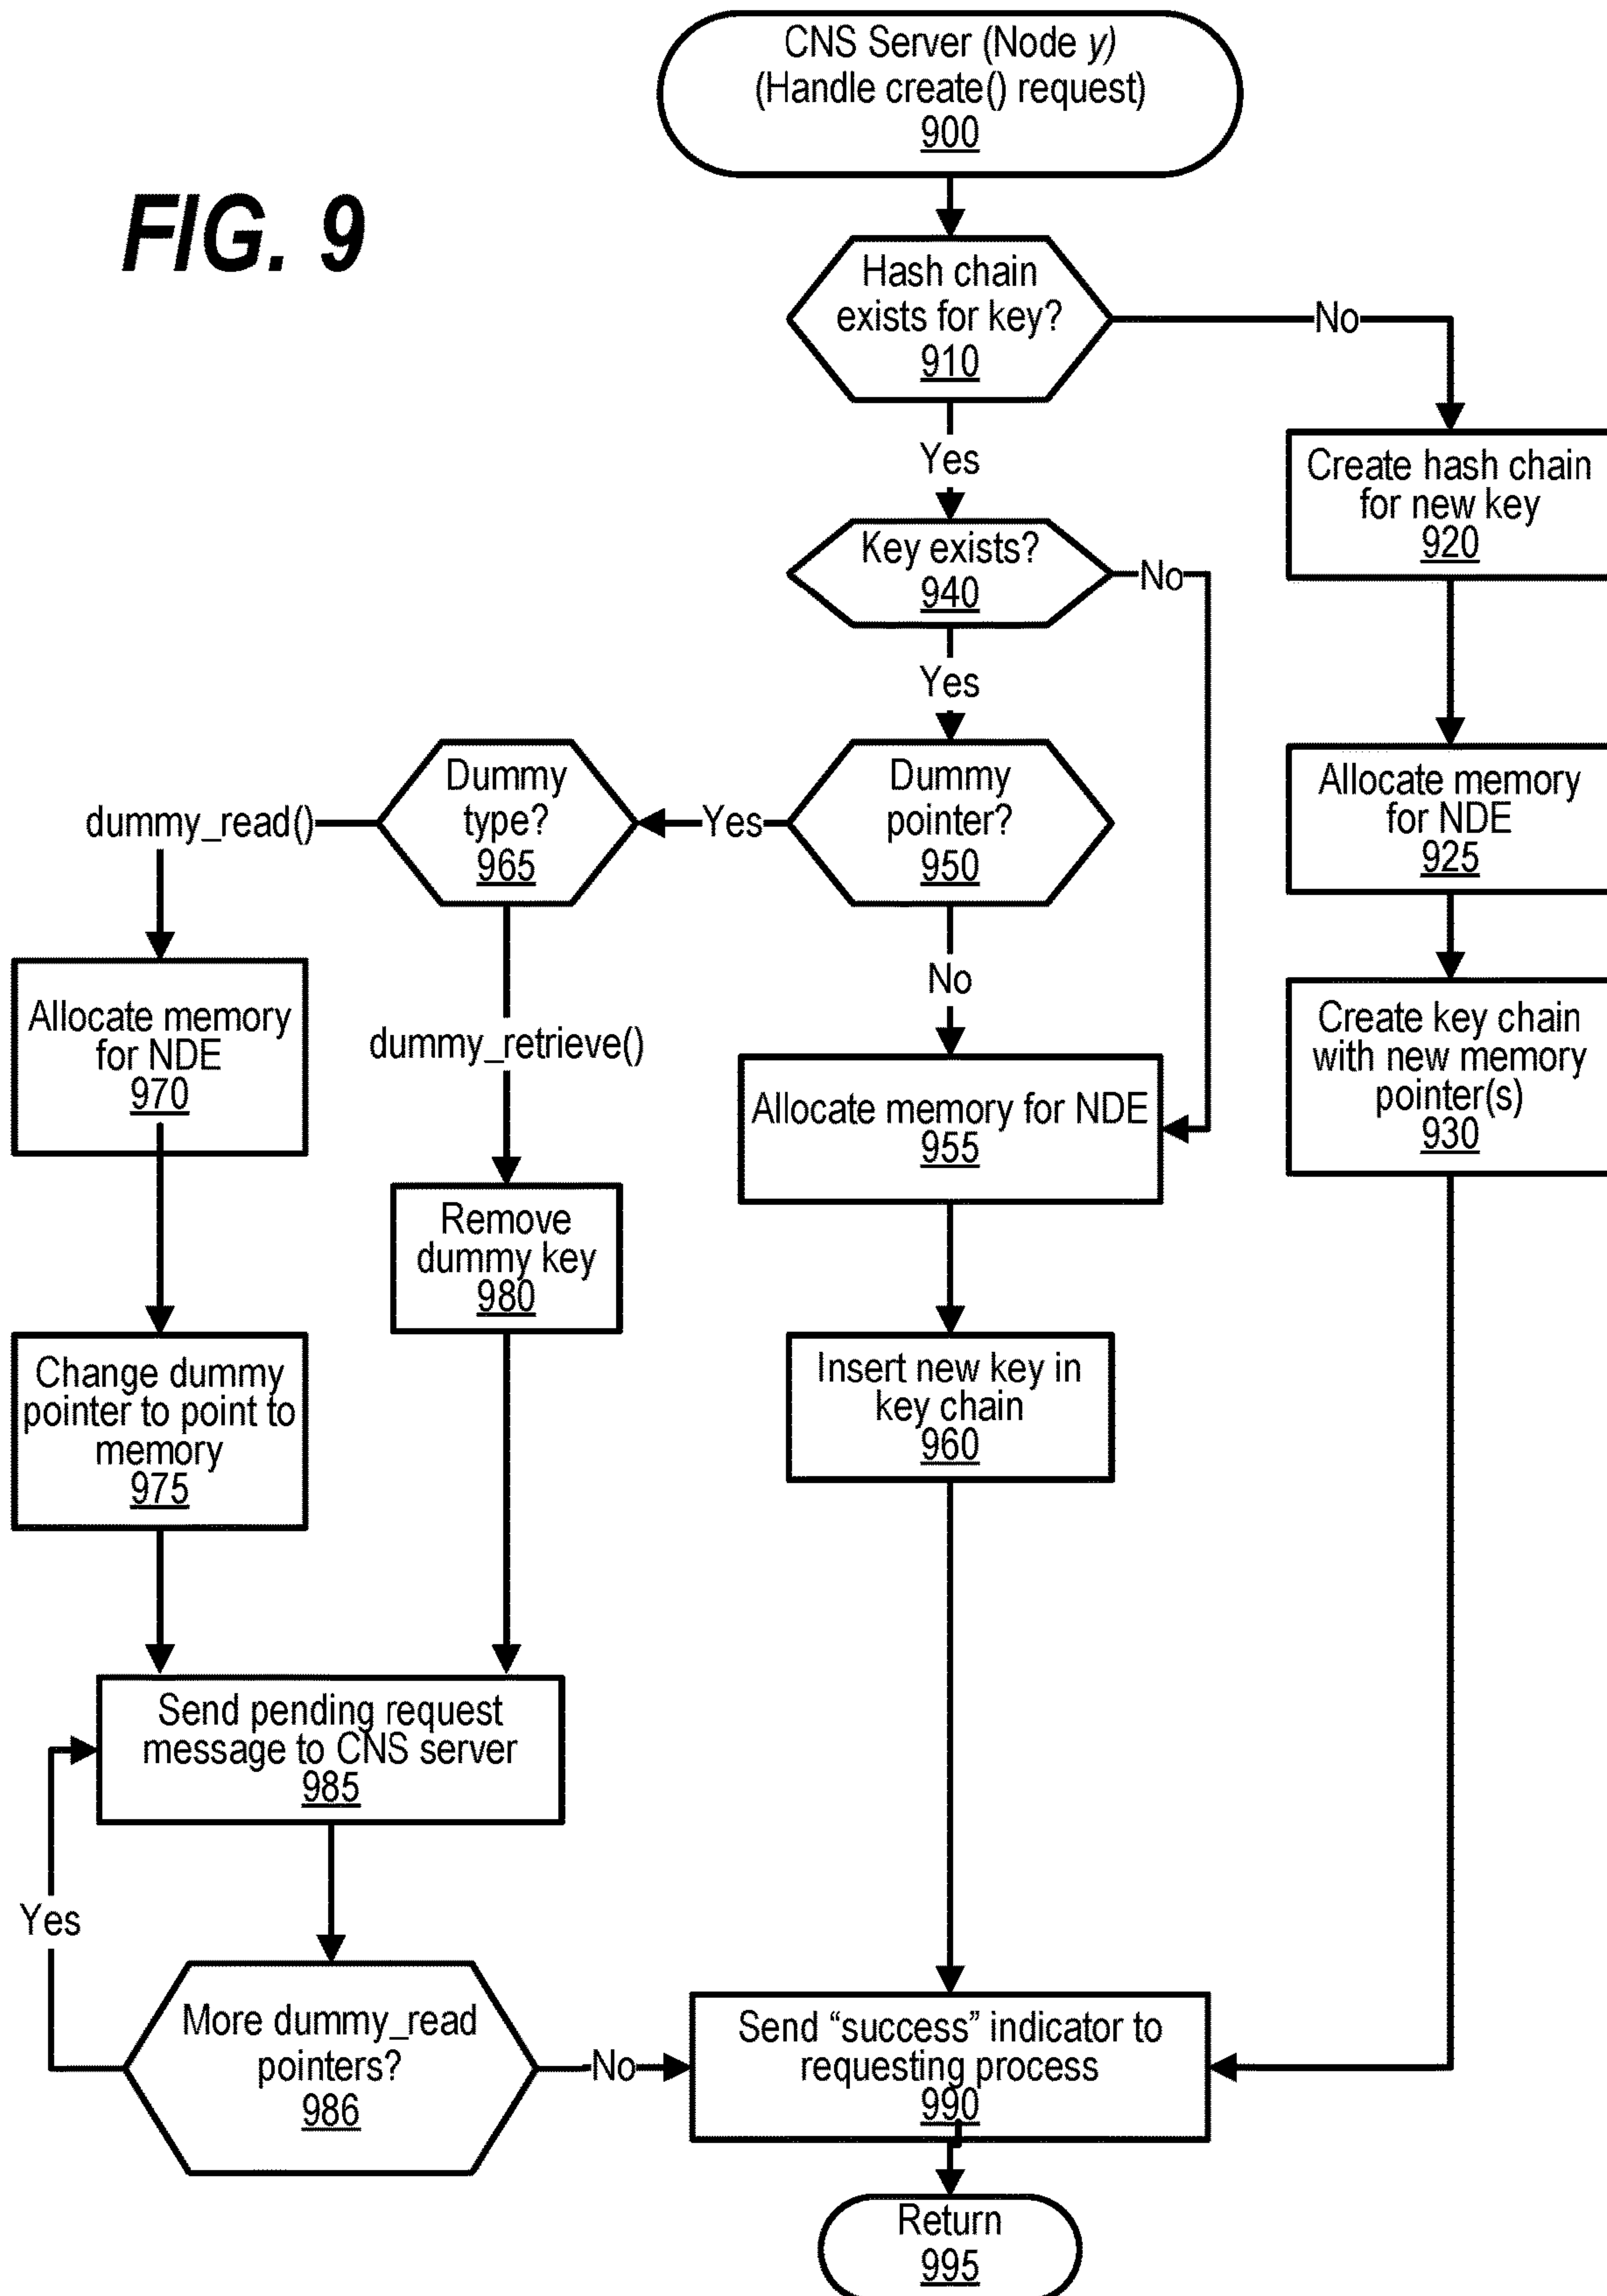 CNS Server (Node y)
(Handle create() request)
900
FIG. 9
Hash chain
exists for key?
910
No
Yes
Create hash chain
for new key
920
Key exists?
940
No
Yes
Dummy
type?
965
Yes
Dummy
pointer?
950
Allocate memory
for NDE
925
dummy_read()
No
Allocate memory
for NDE
970
dummy_retrieve()
Create key chain
with new memory
pointer(s)
930
Allocate memory for NDE
955
Remove
dummy key
980
Change dummy
pointer to point to
memory
975
Insert new key in
key chain
960
Send pending request
message to CNS server
985
Yes
More dummy_read
pointers?
986
No
Send “success” indicator to
requesting process
990
Return
995